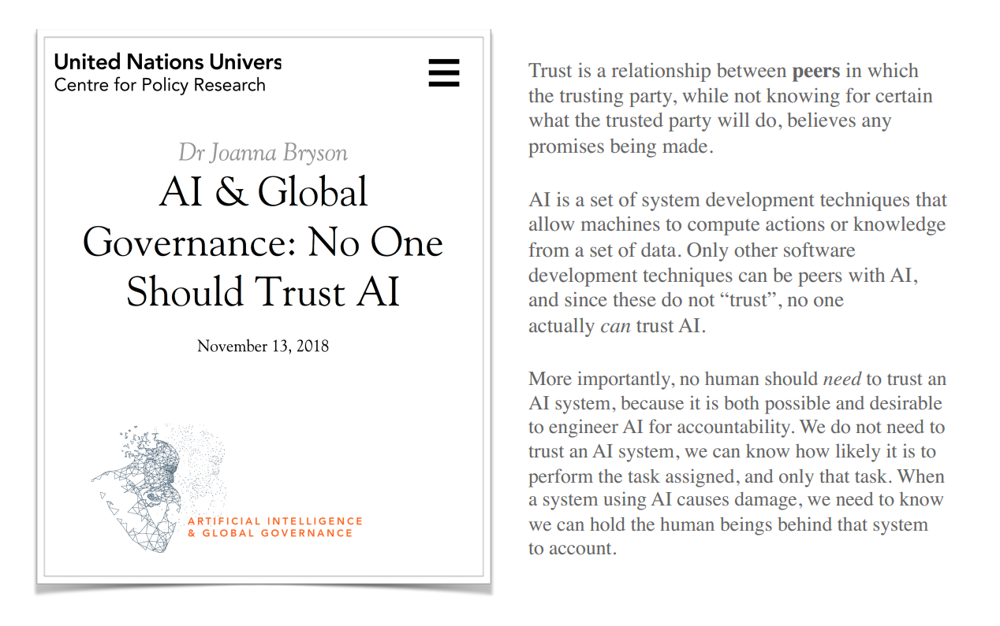 United Nations Univers
Centre for Policy Research
Dr Joanna Bryson
AI & Global
Governance: No One
Should Trust AI
November 13, 2018
ARTIFICIAL INTELLIGENCE
& GLOBAL GOVERNANCE
Trust is a relationship between peers in which
the trusting party, while not knowing for certain
what the trusted party will do, believes any
promises being made.
AI is a set of system development techniques that
allow machines to compute actions or knowledge
from a set of data. Only other software
development techniques can be peers with AI,
and since these do not “trust”, no one
actually can trust AI.
More importantly, no human should need to trust an
AI system, because it is both possible and desirable
to engineer AI for accountability. We do not need to
trust an AI system, we can know how likely it is to
perform the task assigned, and only that task. When
a system using AI causes damage, we need to know
we can hold the human beings behind that system
to account.